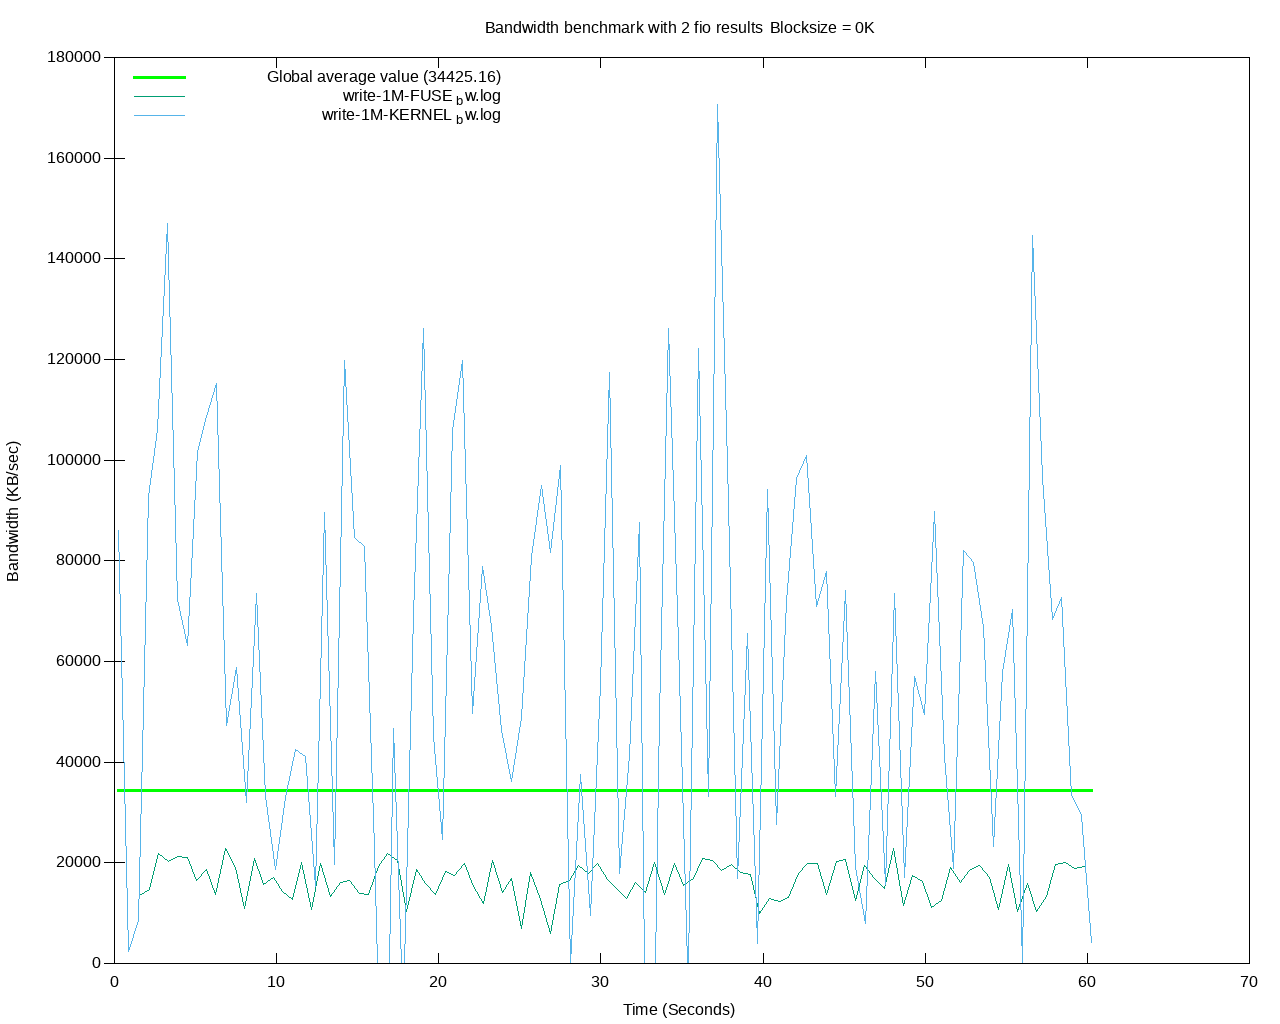 Bandwidth benchmark with 2 fio results Blocksize = 0K
180000
160000
140000
120000
100000
80000
60000
40000
20000
0
Global average value (34425.16)
write-1M-FUSE bw.log
write-1M-KERNEL bw.log
Bandwidth (KB/sec)
0 10 20 30 40 50 60 70
Time (Seconds)